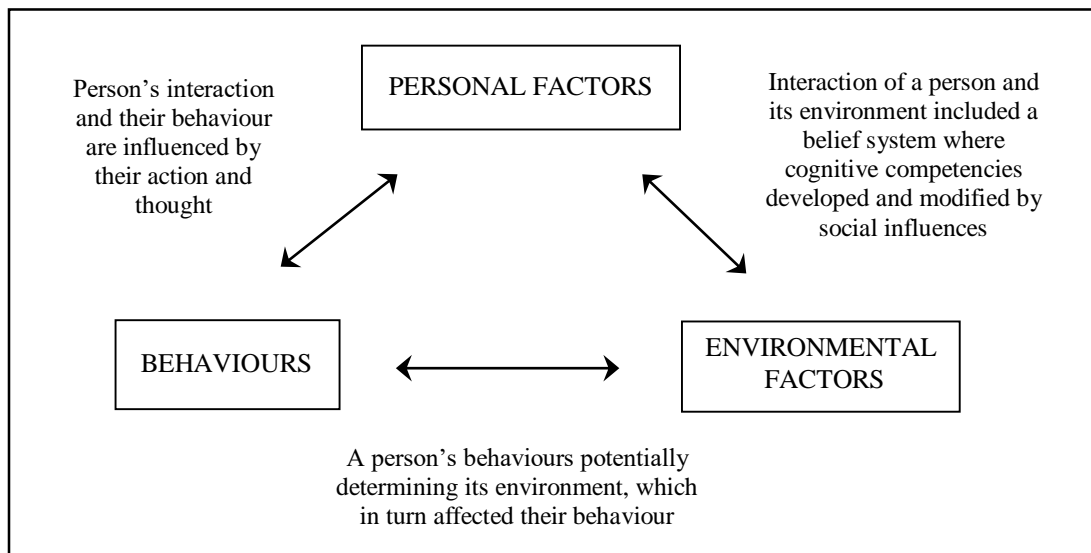 PERSONAL FACTORS
Person's interaction
and their behaviour
are influenced by
their action and
thought
Interaction of a person and
its environment included a
belief system where
cognitive competencies
developed and modified by
social influences
BEHAVIOURS
ENVIRONMENTAL
FACTORS
A person's behaviours potentially
determining its environment, which
in turn affected their behaviour